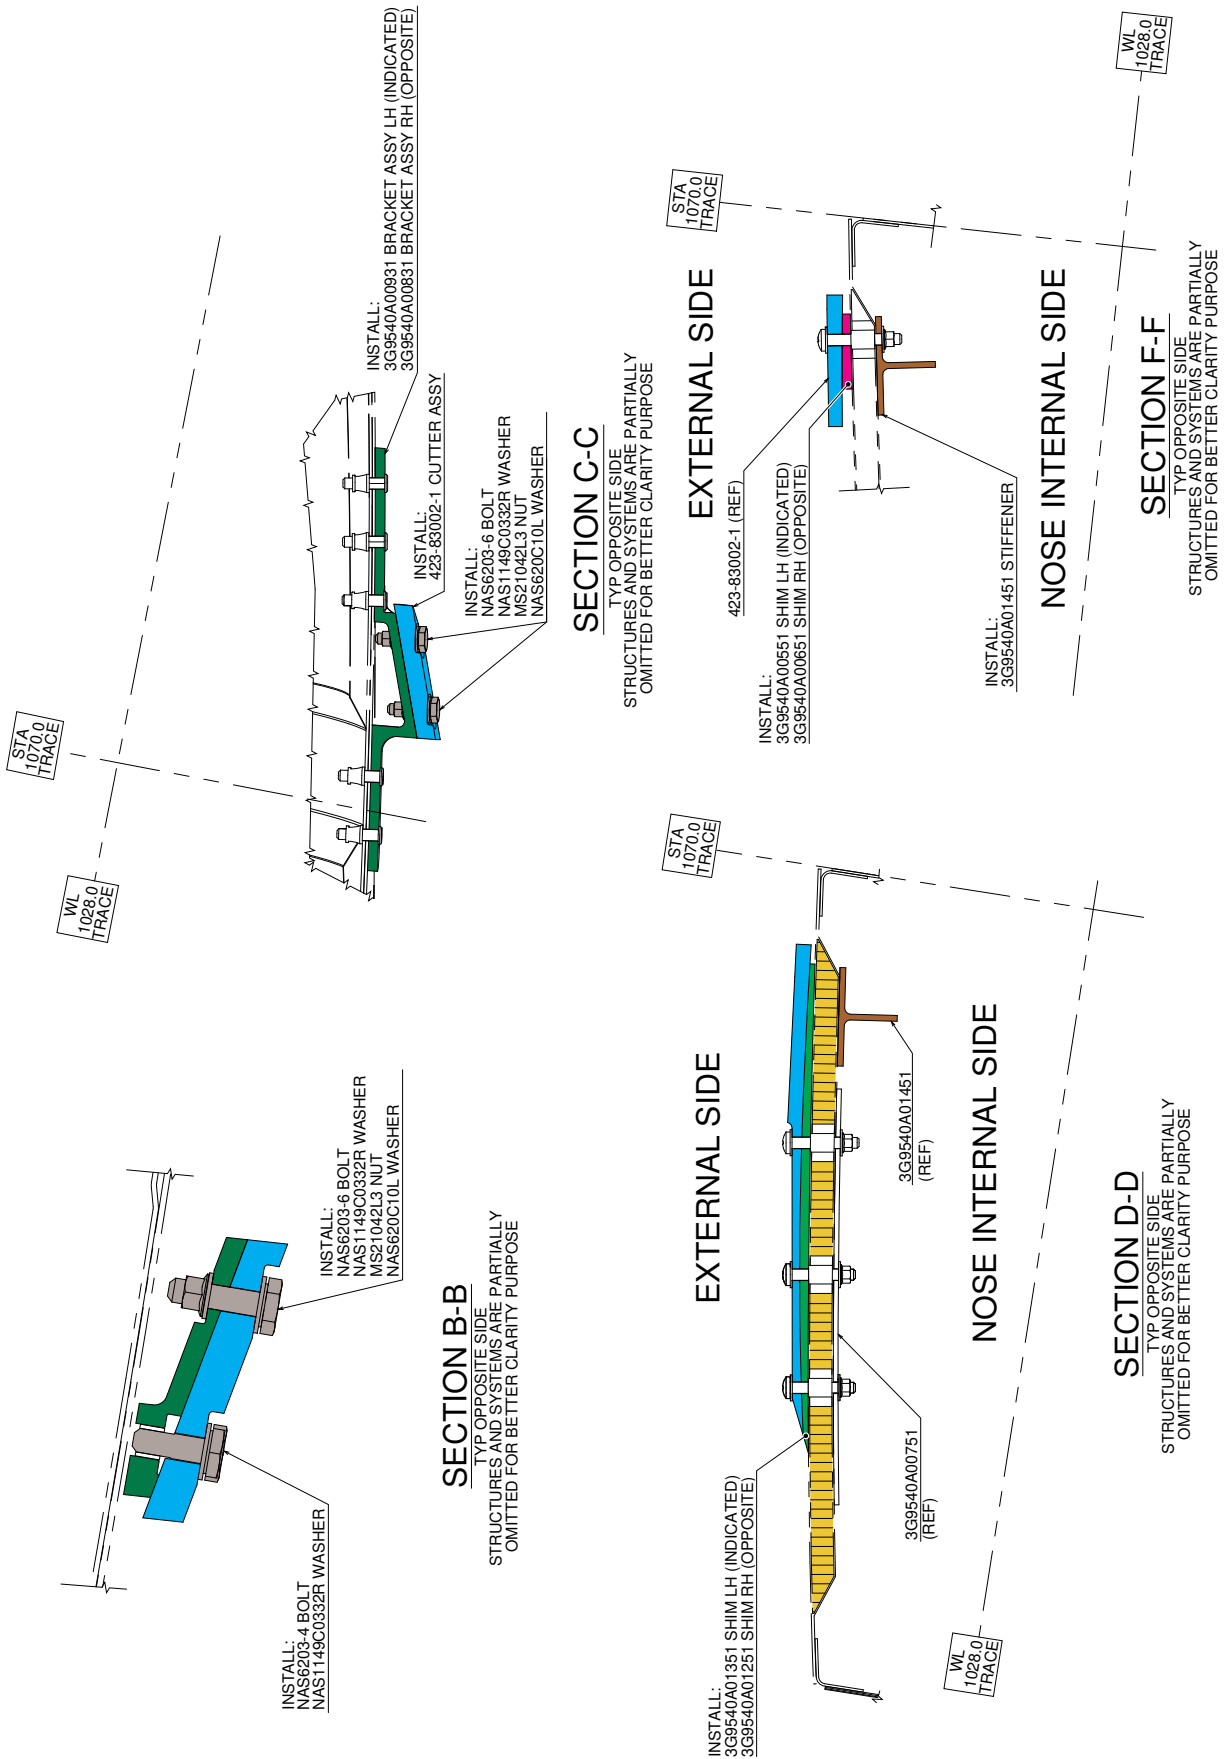 INSTALL:
NAS6203-4 BOLT
NAS1149C0332R WASHER
INSTALL:
NAS6203-6 BOLT
NAS1149C0332R WASHER
MS21042L3 NUT
NAS620C10L WASHER
SECTION B-B
TYP OPPOSITE SIDE
STRUCTURES AND SYSTEMS ARE PARTIALLY
OMITTED FOR BETTER CLARITY PURPOSE
WL
1028.0
TRACE
STA
1070.0
TRACE
INSTALL:
3G9540A00931 BRACKET ASSY LH (INDICATED)
3G9540A00831 BRACKET ASSY RH (OPPOSITE)
INSTALL:
423-83002-1 CUTTER ASSY
INSTALL:
NAS6203-6 BOLT
NAS1149C0332R WASHER
MS21042L3 NUT
NAS620C10L WASHER
SECTION C-C
TYP OPPOSITE SIDE
STRUCTURES AND SYSTEMS ARE PARTIALLY
OMITTED FOR BETTER CLARITY PURPOSE
INSTALL:
3G9540A01351 SHIM LH (INDICATED)
3G9540A01251 SHIM RH (OPPOSITE)
EXTERNAL SIDE
STA
1070.0
TRACE
3G9540A00751
(REF)
3G9540A01451
(REF)
NOSE INTERNAL SIDE
WL
1028.0
TRACE
SECTION D-D
TYP OPPOSITE SIDE
STRUCTURES AND SYSTEMS ARE PARTIALLY
OMITTED FOR BETTER CLARITY PURPOSE
EXTERNAL SIDE
STA
1070.0
TRACE
423-83002-1 (REF)
INSTALL:
3G9540A00551 SHIM LH (INDICATED)
3G9540A00651 SHIM RH (OPPOSITE)
INSTALL:
3G9540A01451 STIFFENER
NOSE INTERNAL SIDE
WL
1028.0
TRACE
SECTION F-F
TYP OPPOSITE SIDE
STRUCTURES AND SYSTEMS ARE PARTIALLY
OMITTED FOR BETTER CLARITY PURPOSE